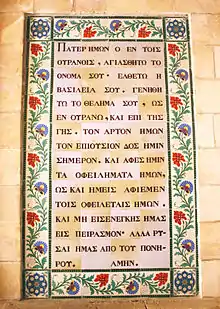 ΠΑΤΕΡ ΗΜΩΝ Ο ΕΝ ΤΟΙΣ
ΟΥΡΑΝΟΙΣ, ΑΓΙΑΣΘΗΤΟ ΤΟ
ΟΝΟΜΑ ΣΟΥ· ΕΛΘΕΤΩ Η
ΒΑΣΙΛΕΙΑ ΣΟΥ. ΓΕΝΗΘΗ
ΤΩ ΤΟ ΘΕΛΗΜΑ ΣΟΥ, ΩΣ
ΕΝ ΟΥΡΑΝΩ, ΚΑΙ ΕΠΙ ΤΗΣ
ΓΗΣ. ΤΟΝ ΑΡΤΟΝ ΗΜΩΝ
ΤΟΝ ΕΠΙΟΥΣΙΟΝ ΔΟΣ ΗΜΙΝ
ΣΗΜΕΡΟΝ. ΚΑΙ ΑΦΕΣ ΗΜΙΝ
ΤΑ ΟΦΕΙΛΗΜΑΤΑ ΗΜΩΝ,
ΩΣ ΚΑΙ ΗΜΕΙΣ ΑΦΙΕΜΕΝ
ΤΟΙΣ ΟΦΕΙΛΕΤΑΙΣ ΗΜΩΝ.
ΚΑΙ ΜΗ ΕΙΣΕΝΕΓΚΗΣ ΗΜΑΣ
ΕΙΣ ΠΕΙΡΑΣΜΟΝ· ΑΛΛΑ ΡΥ-
ΣΑΙ ΗΜΑΣ ΑΠΟ ΤΟΥ ΠΟΝΗ-
ΡΟΥ. ΑΜΗΝ.